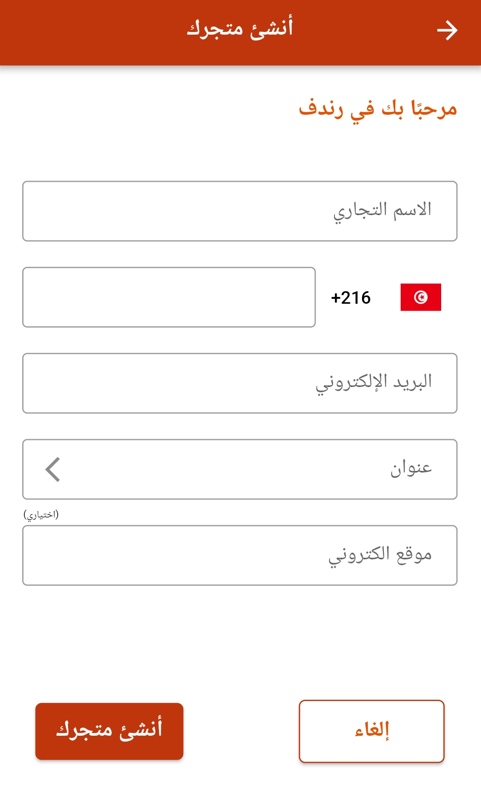 أنشئ متجرك
مرحبًا بك في رندف
الاسم التجاري
+216
البريد الإلكتروني
عنوان
(اختياري)
موقع الكتروني
إلغاء
أنشئ متجرك